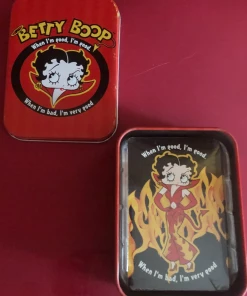 BETTY BOOP
When I'm good, I'm good.
When I'm bad, I'm very good
When I'm good, I'm good.
When I'm bad, I'm very good.